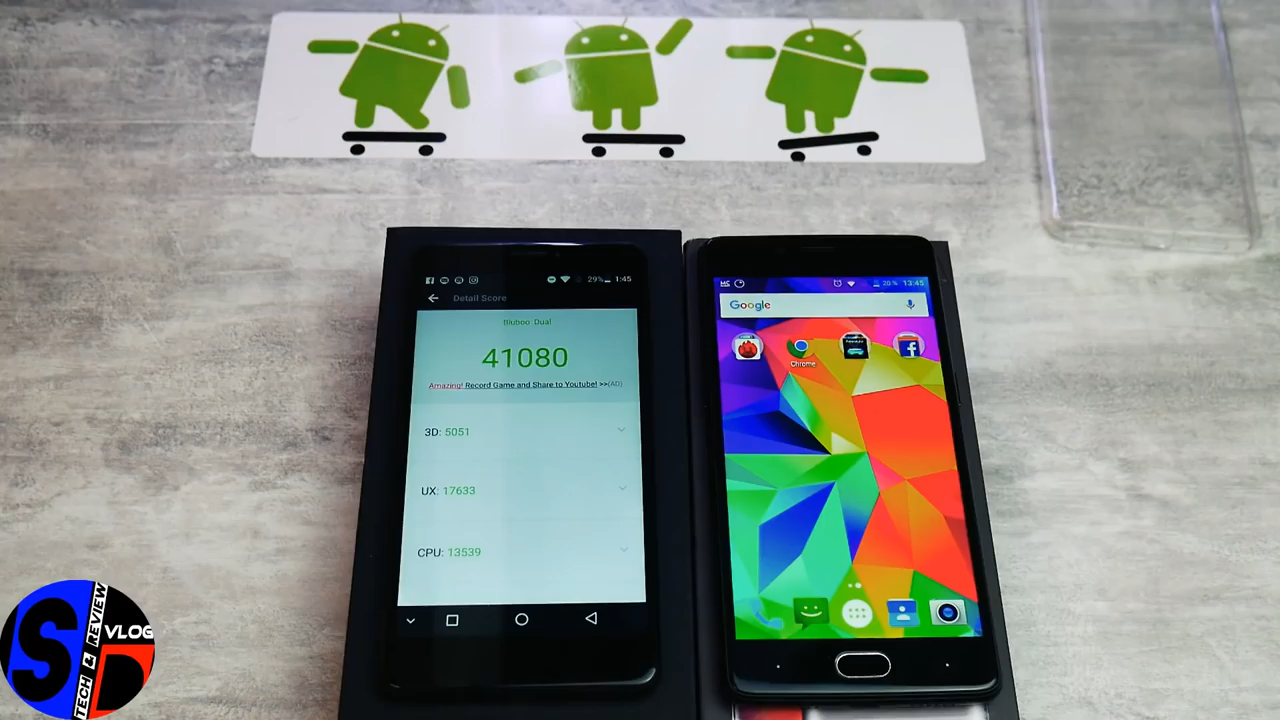 29% 1:45
Detail Score
Bluboo Dual
41080
Amazing! Record Game and Share to Youtube! >>(AD)
3D: 5051
UX: 17633
CPU: 13539
20% 13:45
Google
Chrome
S D
TECH & REVIEW
VLOG